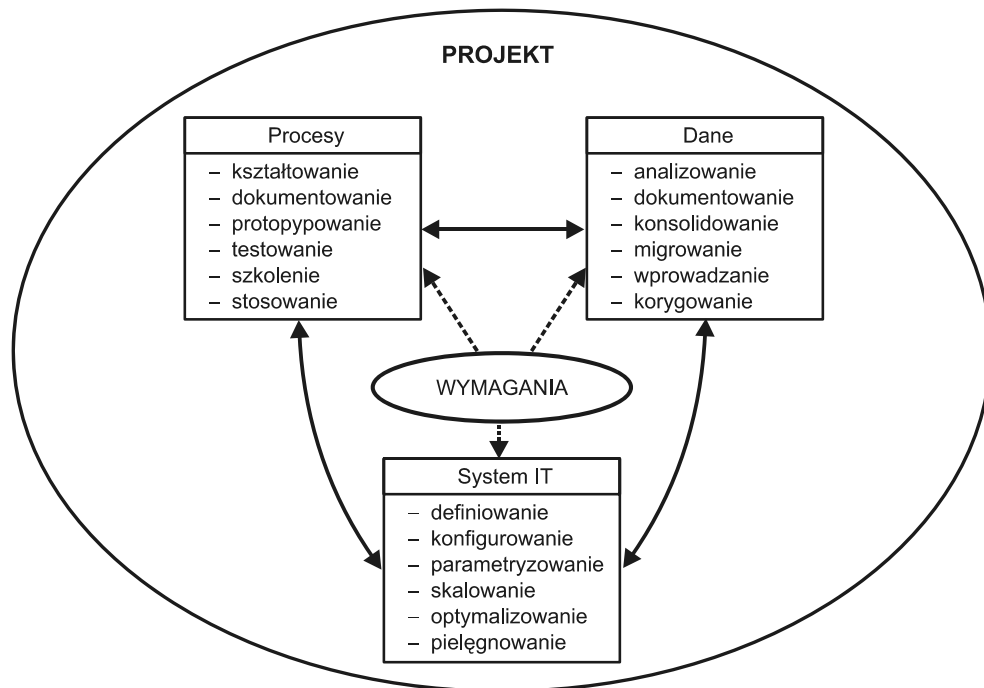 PROJEKT
Procesy
– kształtowanie
– dokumentowanie
– protopypowanie
– testowanie
– szkolenie
– stosowanie
Dane
– analizowanie
– dokumentowanie
– konsolidowanie
– migrowanie
– wprowadzanie
– korygowanie
WYMAGANIA
System IT
– definiowanie
– konfigurowanie
– parametryzowanie
– skalowanie
– optymalizowanie
– pielęgnowanie